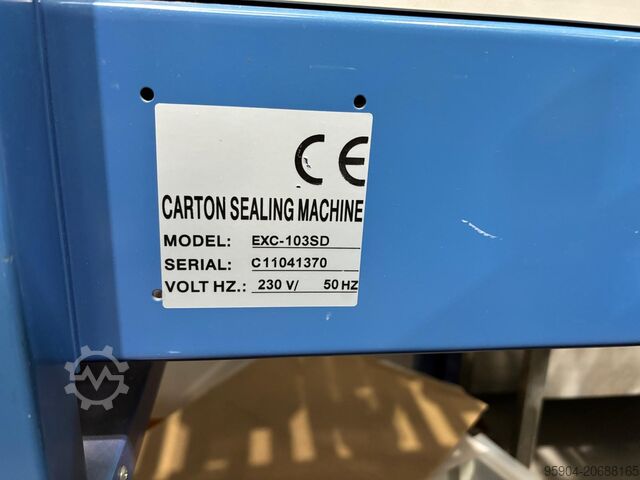 CE
CARTON SEALING MACHINE
MODEL: EXC-103SD
SERIAL: C11041370
VOLT HZ.: 230 V/ 50 HZ
95904-20688165